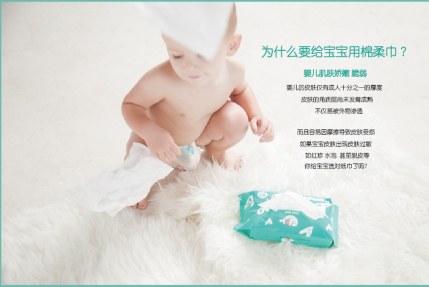 为什么要给宝宝用棉柔巾？
婴儿肌肤娇嫩 脆弱
婴儿的皮肤仅有成人十分之一的厚度
皮肤的角质层尚未发育成熟
不仅易被外物渗透
而且容易因摩擦导致皮肤受损
如果宝宝皮肤出现皮肤过敏
如红疹 水泡 甚至脱皮等
你给宝宝选对纸巾了吗?